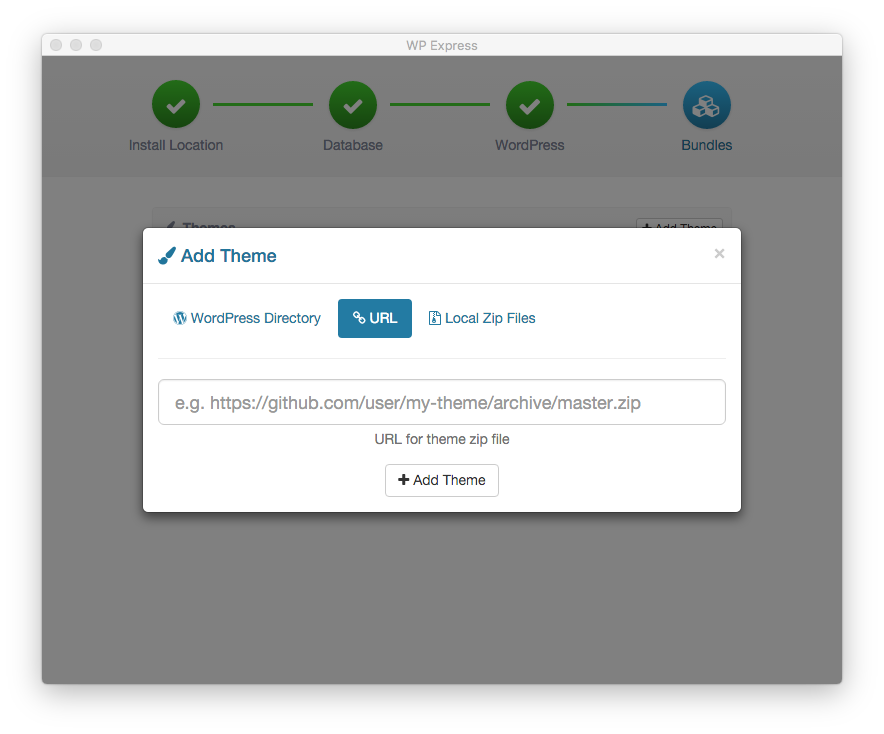 WP Express
Install Location
Database
WordPress
Bundles
Themes
Add Theme
Add Theme
×
WordPress Directory
URL
Local Zip Files
e.g. https://github.com/user/my-theme/archive/master.zip
URL for theme zip file
Add Theme